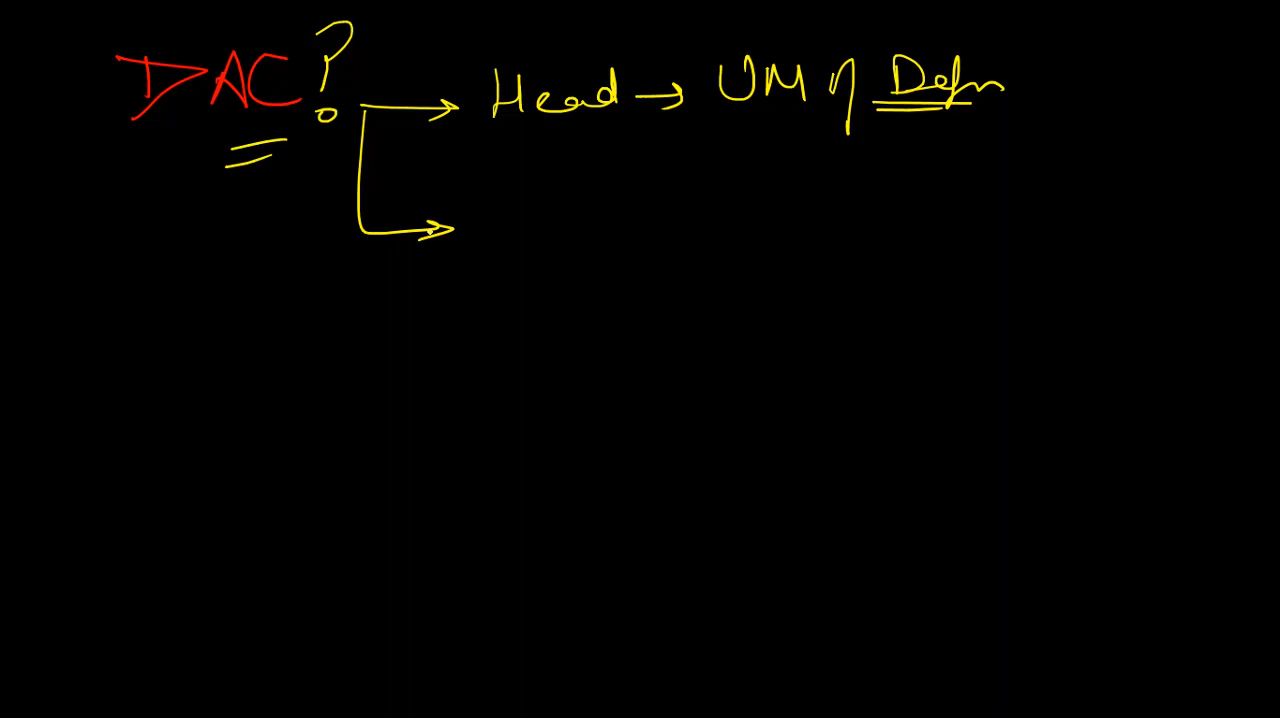 DAC ? → Head → UM of Defn